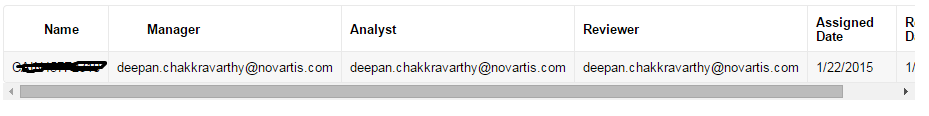 Name Manager Analyst Reviewer Assigned Date
deepan.chakkravarthy@novartis.com deepan.chakkravarthy@novartis.com deepan.chakkravarthy@novartis.com 1/22/2015 1/